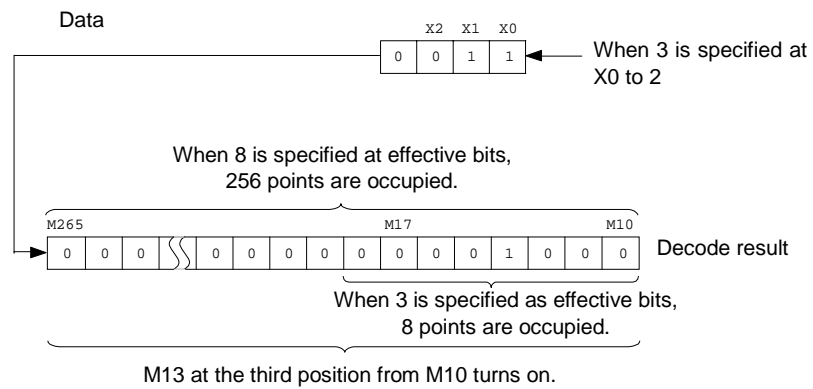 Data
X2 X1 X0
0 0 1 1
When 3 is specified at
X0 to 2
When 8 is specified at effective bits,
256 points are occupied.
M265 M17 M10
0 0 0 0 0 0 0 0 0 0 0 1 0 0 0
Decode result
When 3 is specified as effective bits,
8 points are occupied.
M13 at the third position from M10 turns on.